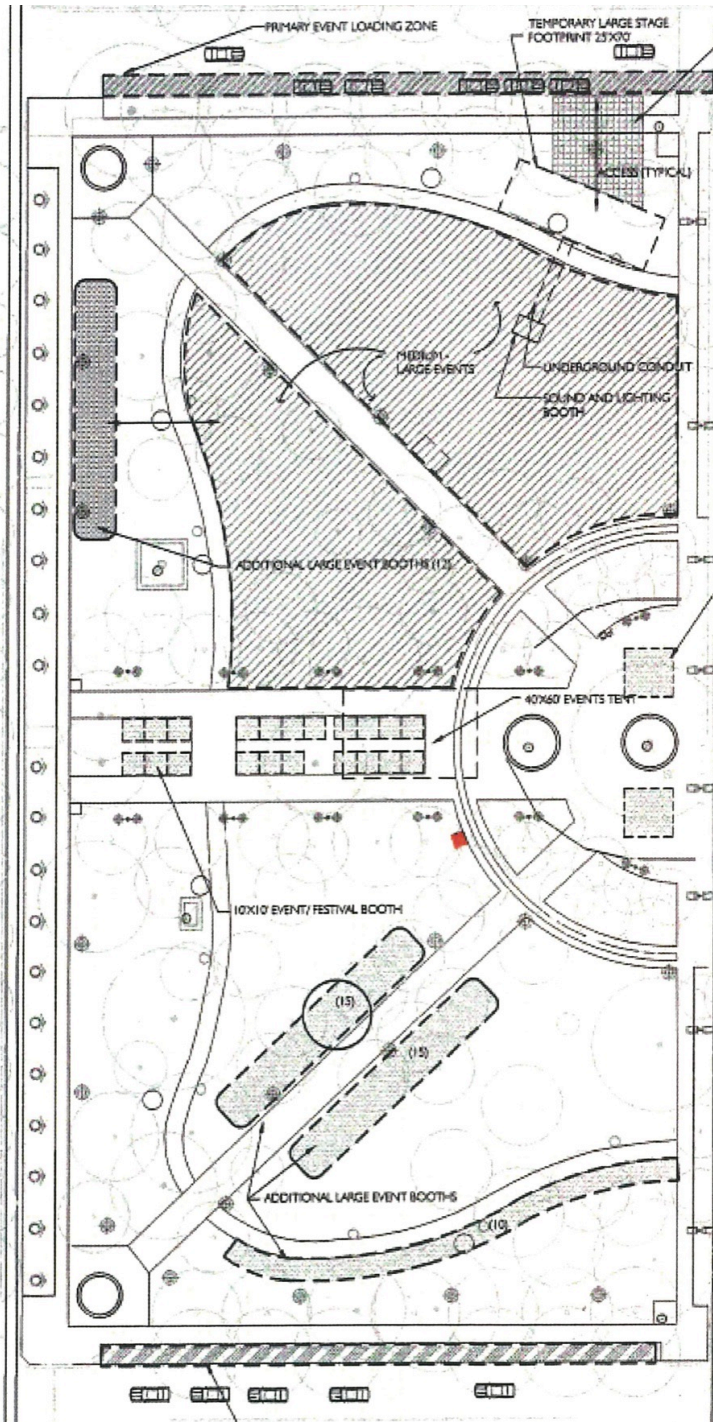 PRIMARY EVENT LOADING ZONE
TEMPORARY LARGE STAGE
FOOTPRINT 25'X70'
ACCESS (TYPICAL)
MEDIUM -
LARGE EVENTS
UNDERGROUND CONDUIT
SOUND AND LIGHTING
BOOTH
ADDITIONAL LARGE EVENT BOOTHS (12)
40'X60' EVENTS TENT
10'X10' EVENT/ FESTIVAL BOOTH
(15)
(15)
ADDITIONAL LARGE EVENT BOOTHS
(10)